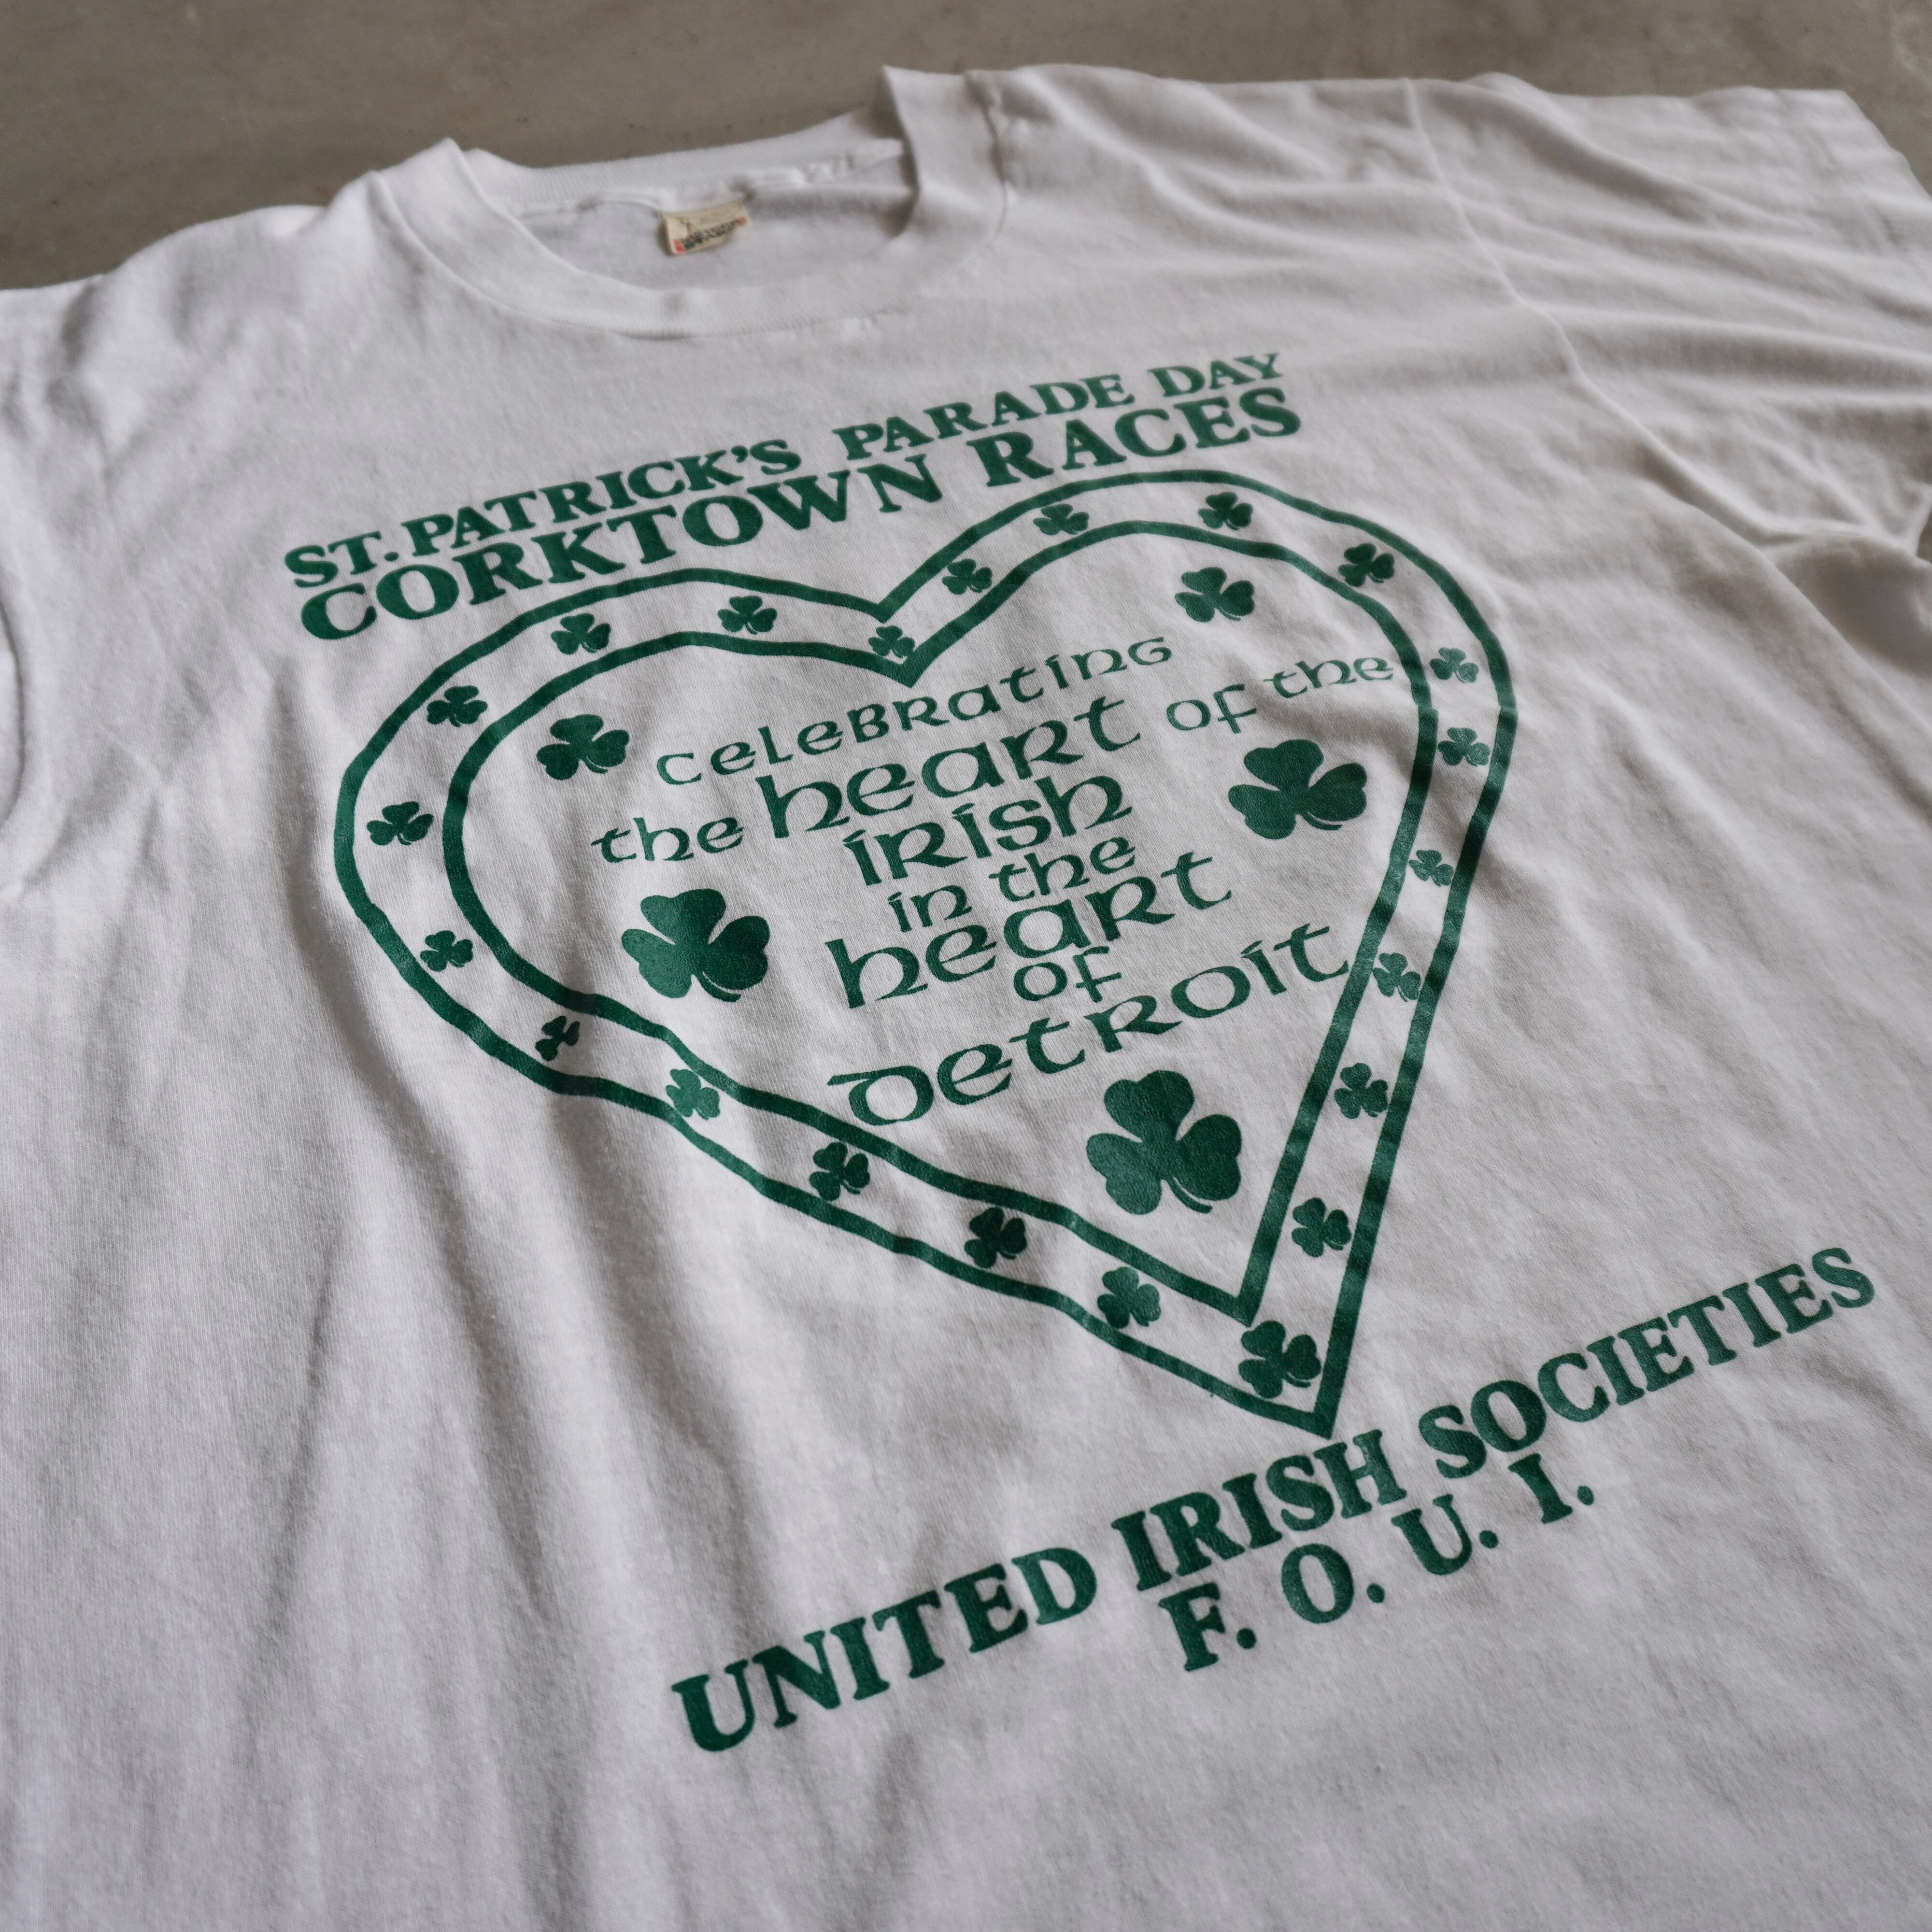 ST. PATRICK'S PARADE DAY
CORKTOWN RACES
celebrating
the heart of the
irish
in the
heart
of
detroit
UNITED IRISH SOCIETIES
F. O. U. I.